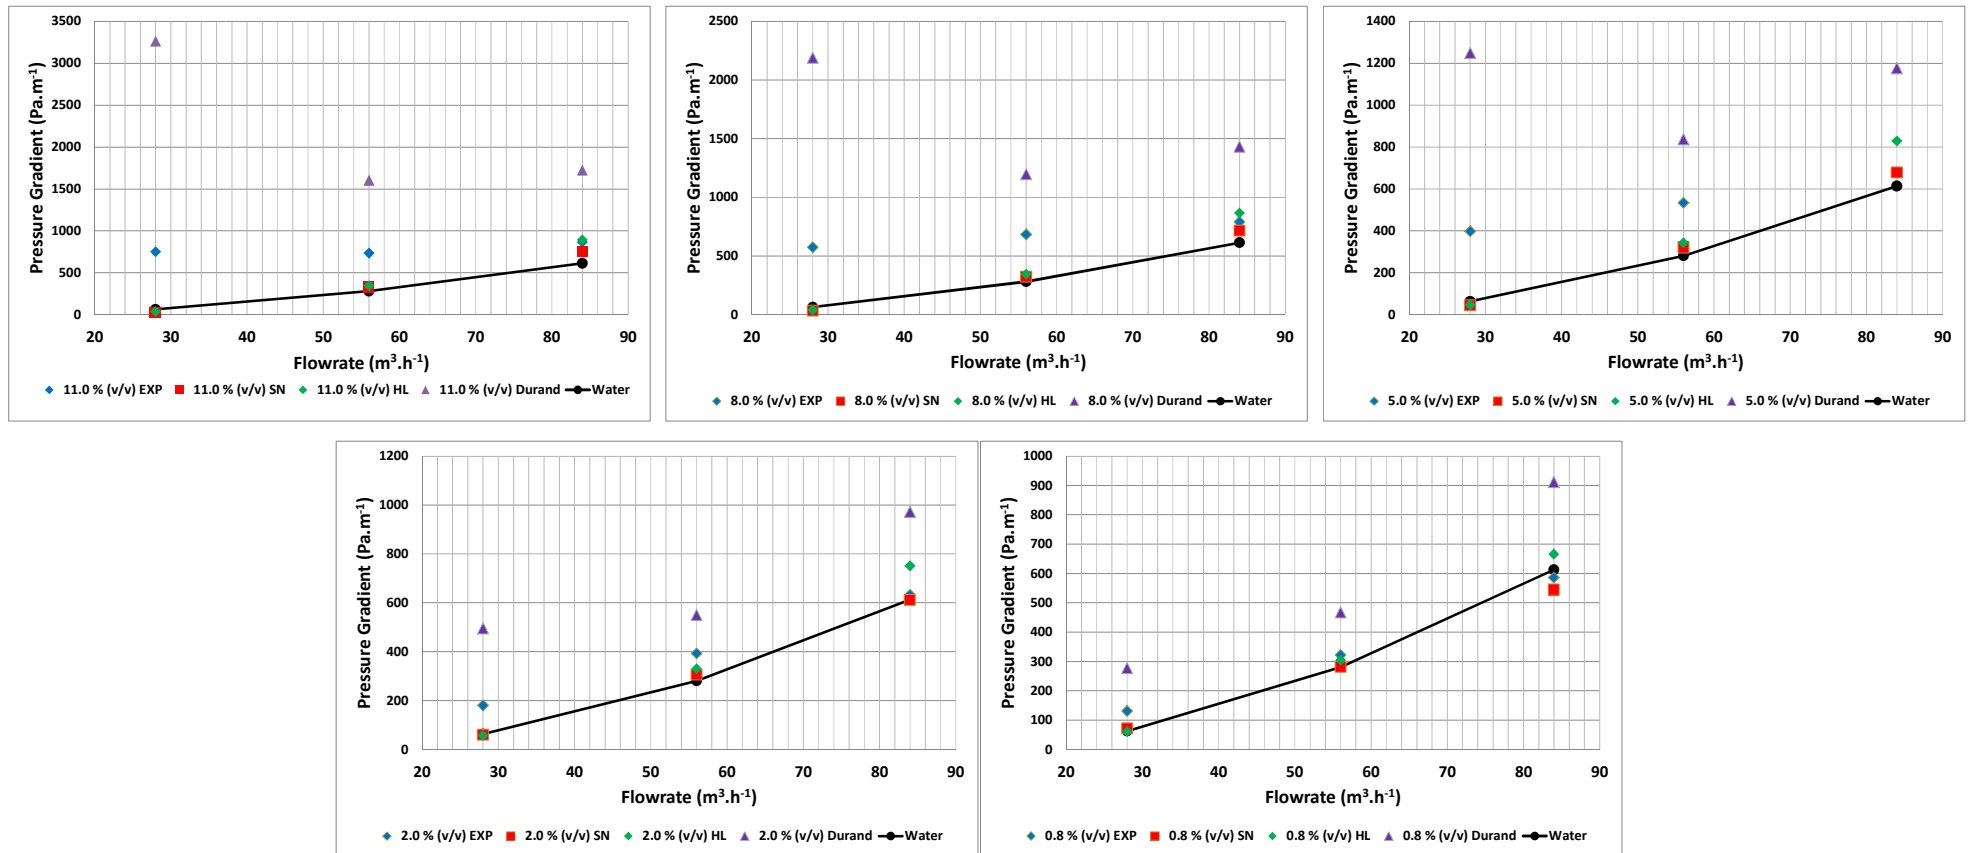 3500
3000
2500
2000
1500
1000
500
0
Pressure Gradient (Pa.m-1)
20 30 40 50 60 70 80 90
Flowrate (m3.h-1)
11.0 % (v/v) EXP 11.0 % (v/v) SN 11.0 % (v/v) HL 11.0 % (v/v) Durand Water
2500
2000
1500
1000
500
0
Pressure Gradient (Pa.m-1)
20 30 40 50 60 70 80 90
Flowrate (m3.h-1)
8.0 % (v/v) EXP 8.0 % (v/v) SN 8.0 % (v/v) HL 8.0 % (v/v) Durand Water
1400
1200
1000
800
600
400
200
0
Pressure Gradient (Pa.m-1)
20 30 40 50 60 70 80 90
Flowrate (m3.h-1)
5.0 % (v/v) EXP 5.0 % (v/v) SN 5.0 % (v/v) HL 5.0 % (v/v) Durand Water
1200
1000
800
600
400
200
0
Pressure Gradient (Pa.m-1)
20 30 40 50 60 70 80 90
Flowrate (m3.h-1)
2.0 % (v/v) EXP 2.0 % (v/v) SN 2.0 % (v/v) HL 2.0 % (v/v) Durand Water
1000
900
800
700
600
500
400
300
200
100
0
Pressure Gradient (Pa.m-1)
20 30 40 50 60 70 80 90
Flowrate (m3.h-1)
0.8 % (v/v) EXP 0.8 % (v/v) SN 0.8 % (v/v) HL 0.8 % (v/v) Durand Water